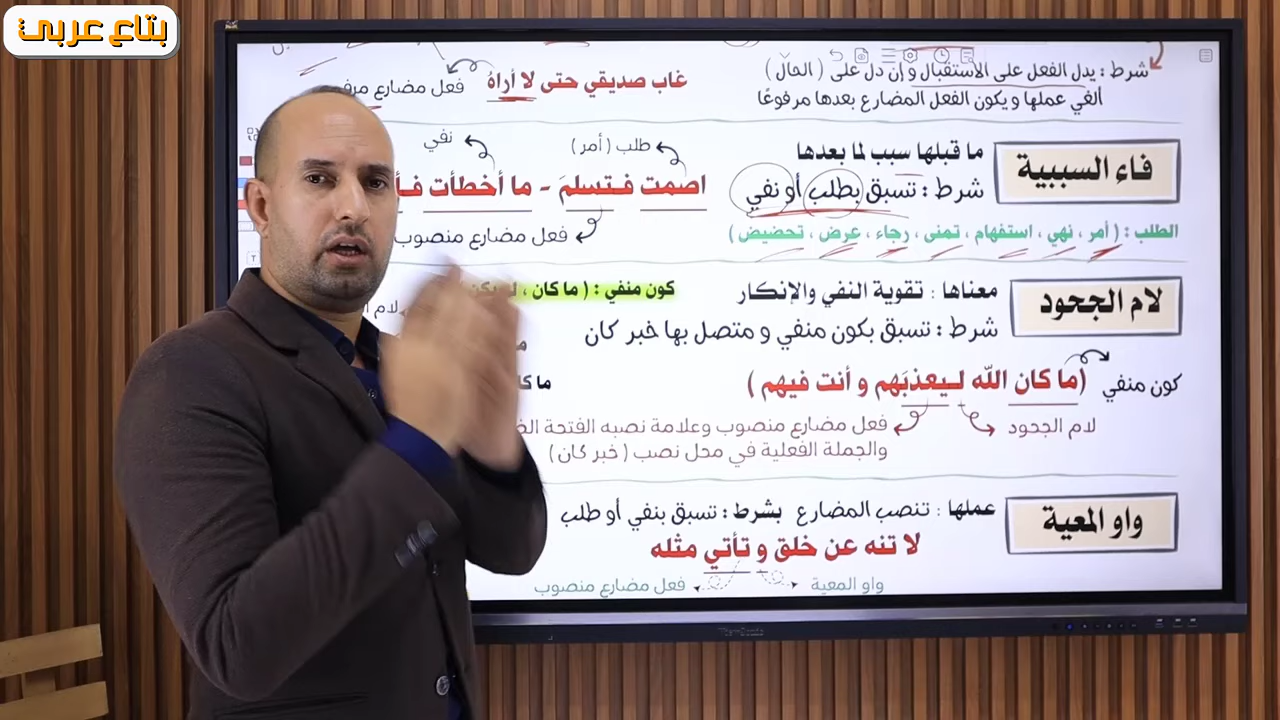 بتاع عربي
شرط : يدل الفعل على الاستقبال و إن دل على ( الحال )
ألغي عملها و يكون الفعل المضارع بعدها مرفوعًا
غاب صديقي حتى لا أراهُ
فعل مضارع
فاء السببية
ما قبلها سبب لما بعدها
شرط : تسبق بطلب أو نفي
طلب ( أمر )
نفي
اصمت فـتسلمَ - ما أخطأت
فعل مضارع منصوب
الطلب : ( أمر ، نهي ، استفهام ، تمنى ، رجاء ، عرض ، تحضيض )
لام الجحود
معناها : تقوية النفي والإنكار
كون منفي : ( ما كان ،
شرط : تسبق بكون منفي و متصل بها خبر كان
كون منفي
( ما كان الله لـيعذبَهم و أنت فيهم )
لام الجحود
فعل مضارع منصوب وعلامة نصبه الفتحة
والجملة الفعلية في محل نصب ( خبر كان )
واو المعية
عملها : تنصب المضارع بشرط : تسبق بنفي أو طلب
لا تنه عن خلق و تأتي مثله
واو المعية
فعل مضارع منصوب